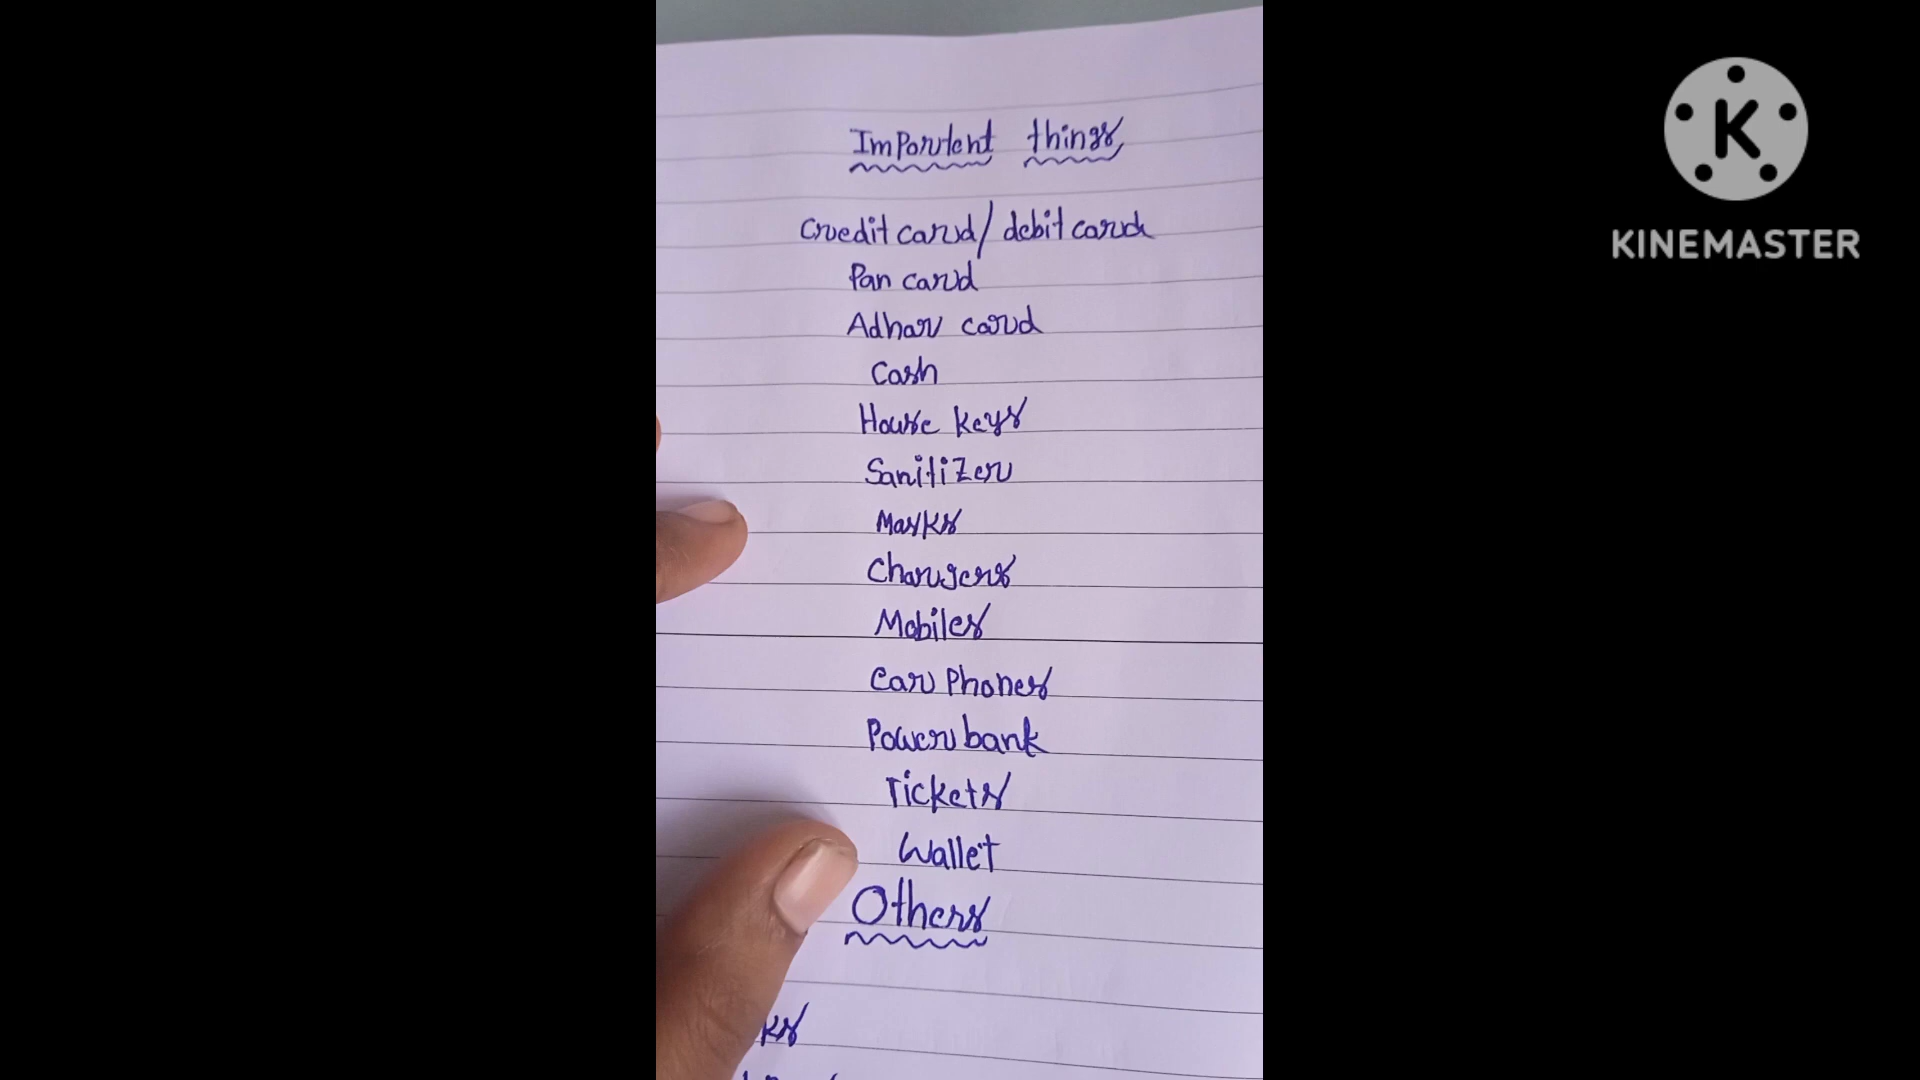 Importent things
Credit card/ debit card
Pan card
Adhar card
Cash
House keys
Sanitizer
Masks
Chargers
Mobiles
Ear Phones
Power bank
Tickets
Wallet
Others
KINEMASTER